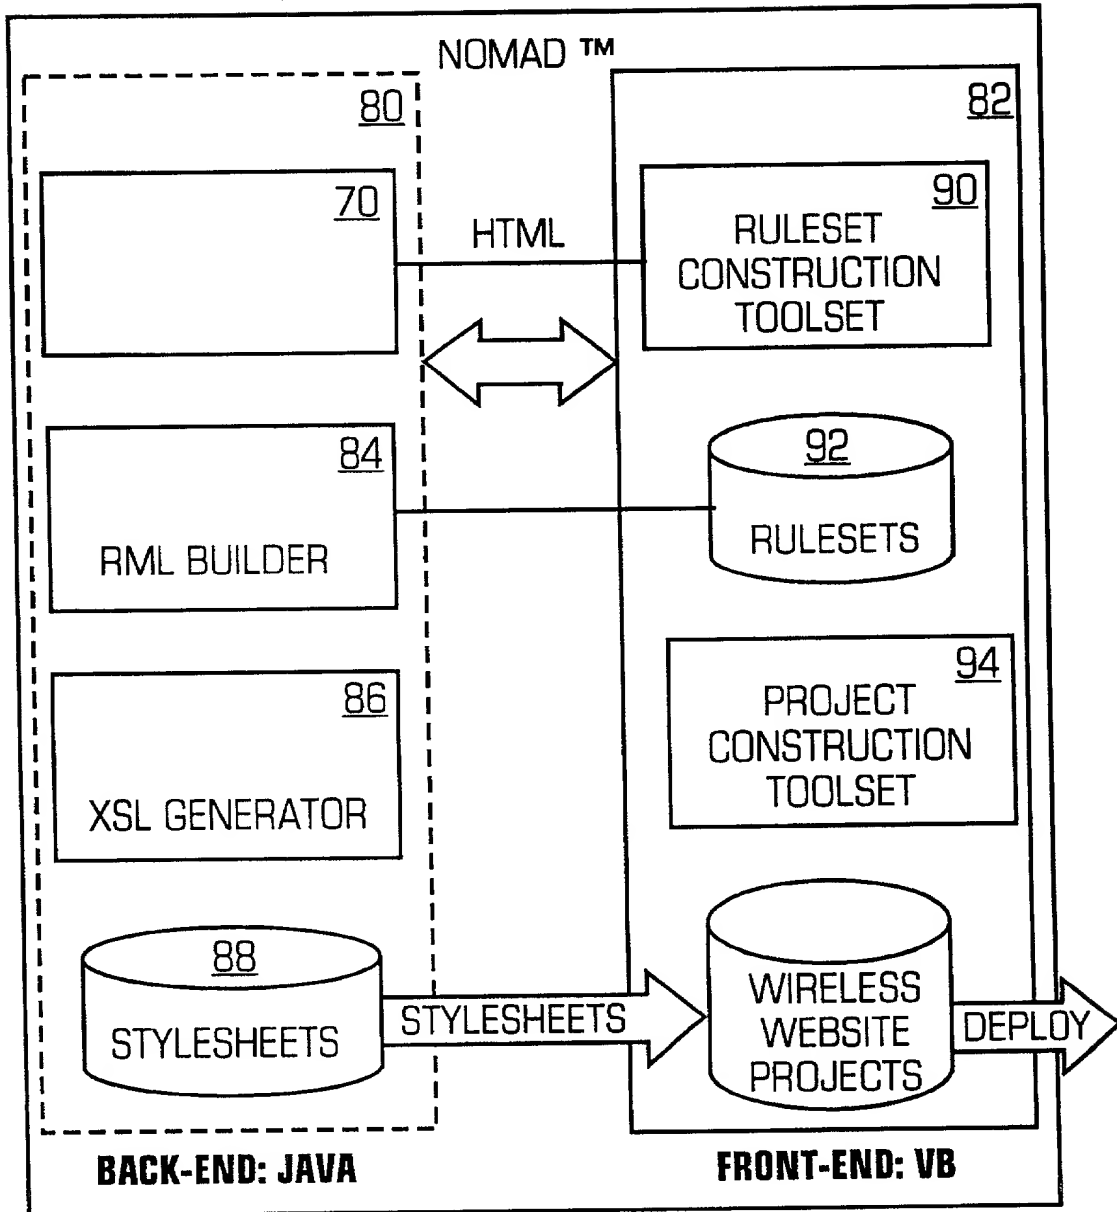 NOMAD ™
80
82
70
HTML
90
RULESET
CONSTRUCTION
TOOLSET
84
RML BUILDER
92
RULESETS
86
XSL GENERATOR
94
PROJECT
CONSTRUCTION
TOOLSET
88
STYLESHEETS
STYLESHEETS
WIRELESS
WEBSITE
PROJECTS
DEPLOY
BACK-END: JAVA
FRONT-END: VB